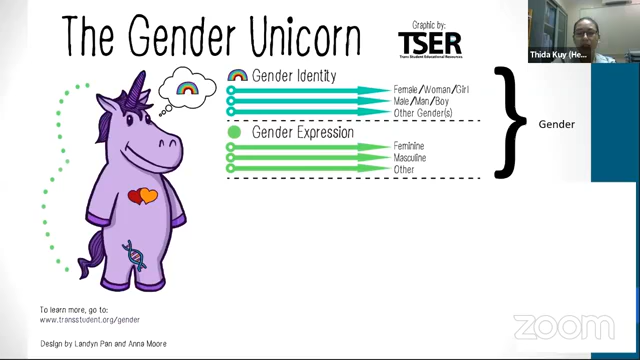 The Gender Unicorn
Graphic by:
TSER
Trans Student Educational Resources
Thida Kuy (He...
Gender Identity
Female/Woman/Girl
Male/Man/Boy
Other Gender(s)
Gender Expression
Feminine
Masculine
Other
Gender
To learn more, go to:
www.transstudent.org/gender
Design by Landyn Pan and Anna Moore
zoom